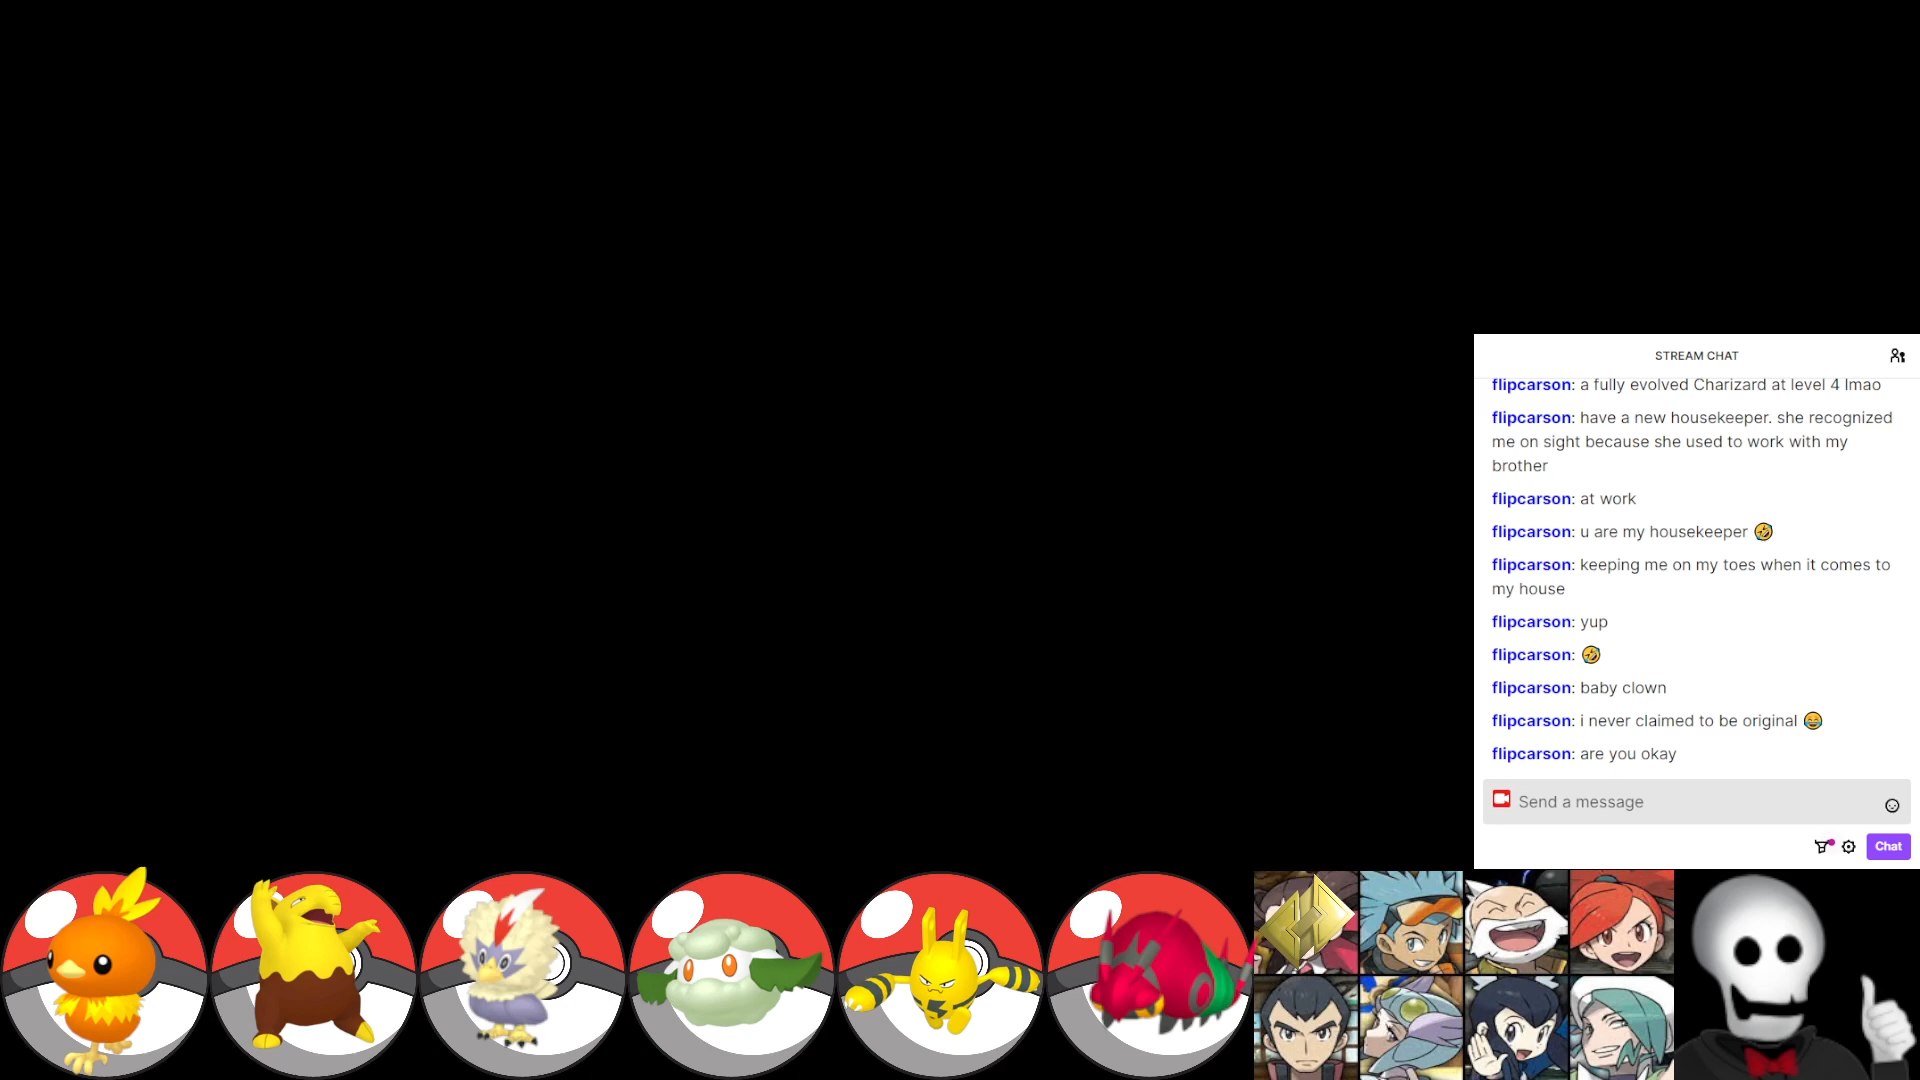 STREAM CHAT
flipcarson: a fully evolved Charizard at level 4 lmao
flipcarson: have a new housekeeper. she recognized
me on sight because she used to work with my
brother
flipcarson: at work
flipcarson: u are my housekeeper 🤣
flipcarson: keeping me on my toes when it comes to
my house
flipcarson: yup
flipcarson: 🤣
flipcarson: baby clown
flipcarson: i never claimed to be original 😂
flipcarson: are you okay
Send a message
Chat